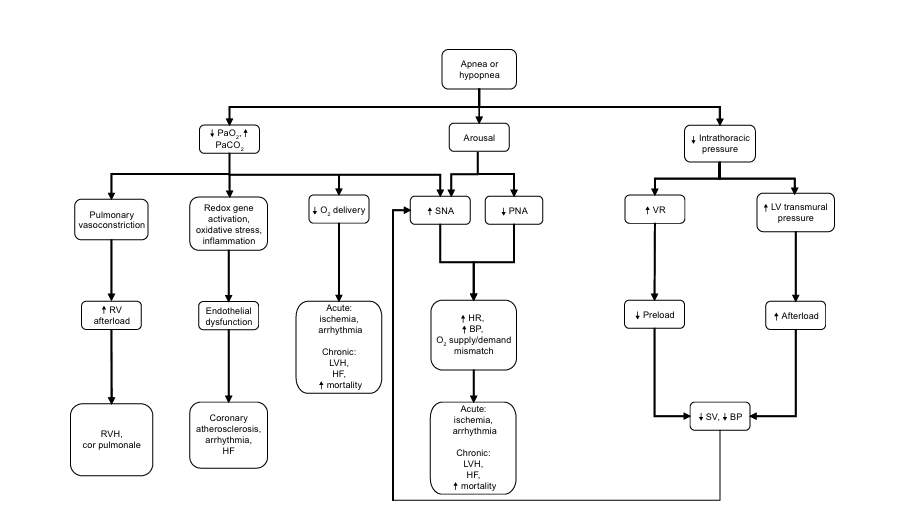 Apnea or
hypopnea
↓ PaO2, ↑
PaCO2
Arousal
↓ Intrathoracic
pressure
Pulmonary
vasoconstriction
Redox gene
activation,
oxidative stress,
inflammation
↓ O2 delivery
↑ SNA
↓ PNA
↑ VR
↑ LV transmural
pressure
↑ RV
afterload
Endothelial
dysfunction
Acute:
ischemia,
arrhythmia
Chronic:
LVH,
HF,
↑ mortality
↑ HR,
↑ BP,
O2 supply/demand
mismatch
↓ Preload
↑ Afterload
RVH,
cor pulmonale
Coronary
atherosclerosis,
arrhythmia,
HF
Acute:
ischemia,
arrhythmia
Chronic:
LVH,
HF,
↑ mortality
↓ SV, ↓ BP